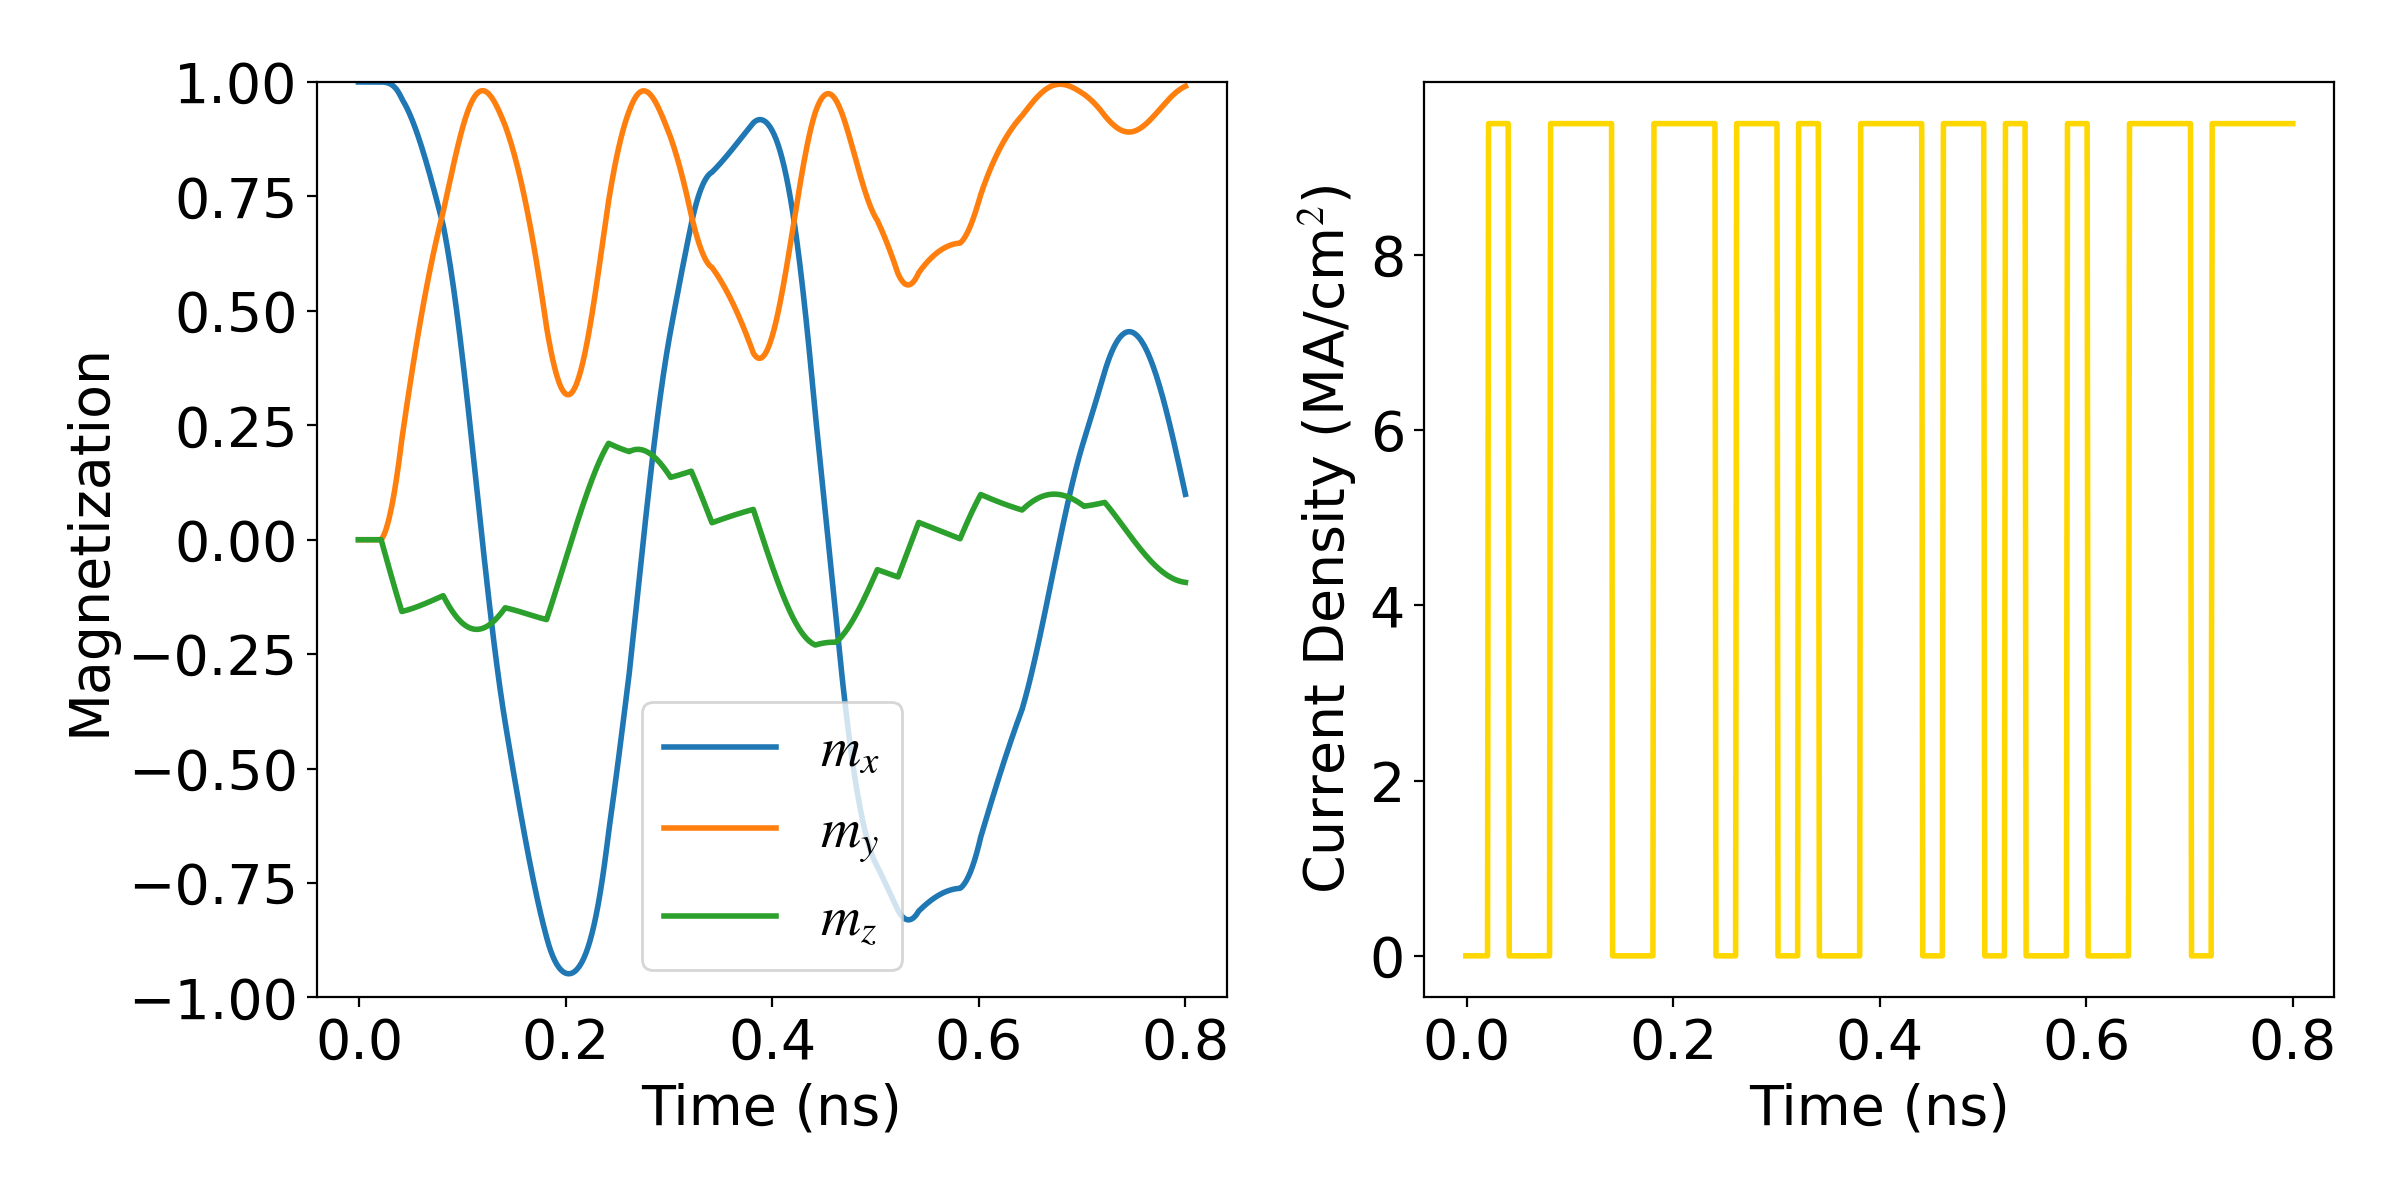 1.00
0.75
0.50
0.25
0.00
−0.25
−0.50
−0.75
−1.00
Magnetization
0.0 0.2 0.4 0.6 0.8
Time (ns)
m_x
m_y
m_z
8
6
4
2
0
Current Density (MA/cm²)
0.0 0.2 0.4 0.6 0.8
Time (ns)